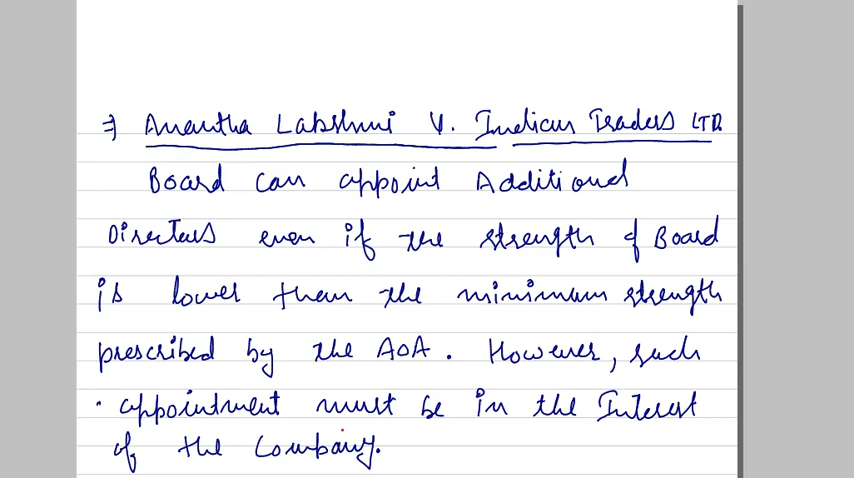 ⇒ Anantha Lakshmi V. Indian Traders LTD.
Board can appoint Additional
Directors even if the strength of Board
is lower than the minimum strength
prescribed by the AOA. However, such
appointment must be in the Interest
of the Company.